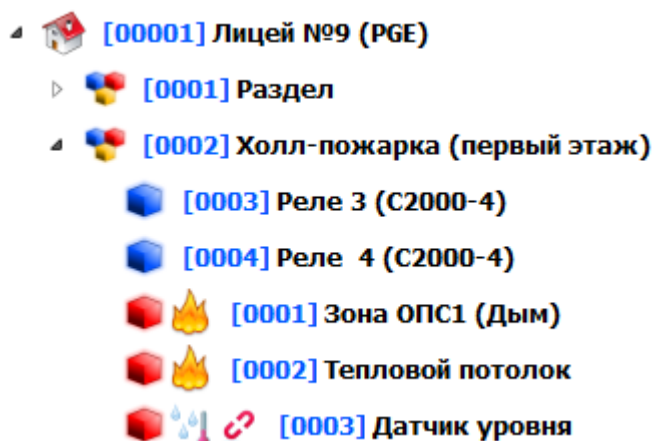 [00001] Лицей №9 (PGE)
[0001] Раздел
[0002] Холл-пожарка (первый этаж)
[0003] Реле 3 (С2000-4)
[0004] Реле  4 (С2000-4)
[0001] Зона ОПС1 (Дым)
[0002] Тепловой потолок
[0003] Датчик уровня